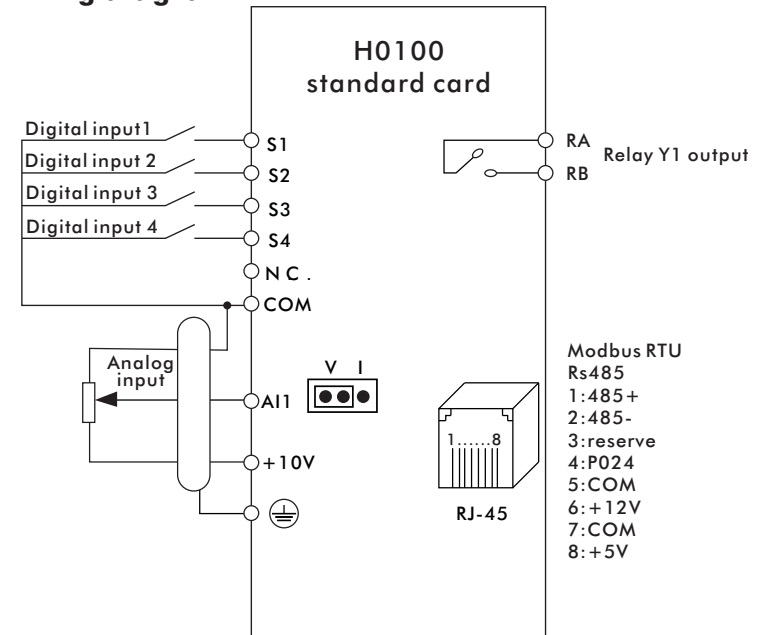 H0100
standard card
Digital input1
S1
Digital input 2
S2
Digital input 3
S3
Digital input 4
S4
N C .
COM
RA
Relay Y1 output
RB
Analog
input
V I
AI1
+10V
1......8
RJ-45
Modbus RTU
Rs485
1:485+
2:485-
3:reserve
4:P024
5:COM
6:+12V
7:COM
8:+5V